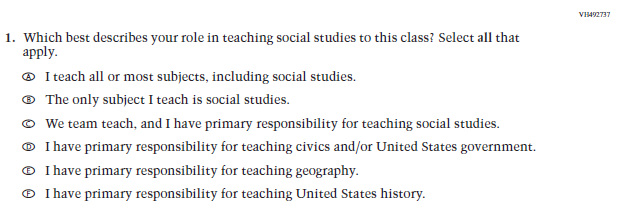 VH492737
1. Which best describes your role in teaching social studies to this class? Select all that
apply.
Ⓐ I teach all or most subjects, including social studies.
Ⓑ The only subject I teach is social studies.
Ⓒ We team teach, and I have primary responsibility for teaching social studies.
Ⓓ I have primary responsibility for teaching civics and/or United States government.
Ⓔ I have primary responsibility for teaching geography.
Ⓕ I have primary responsibility for teaching United States history.